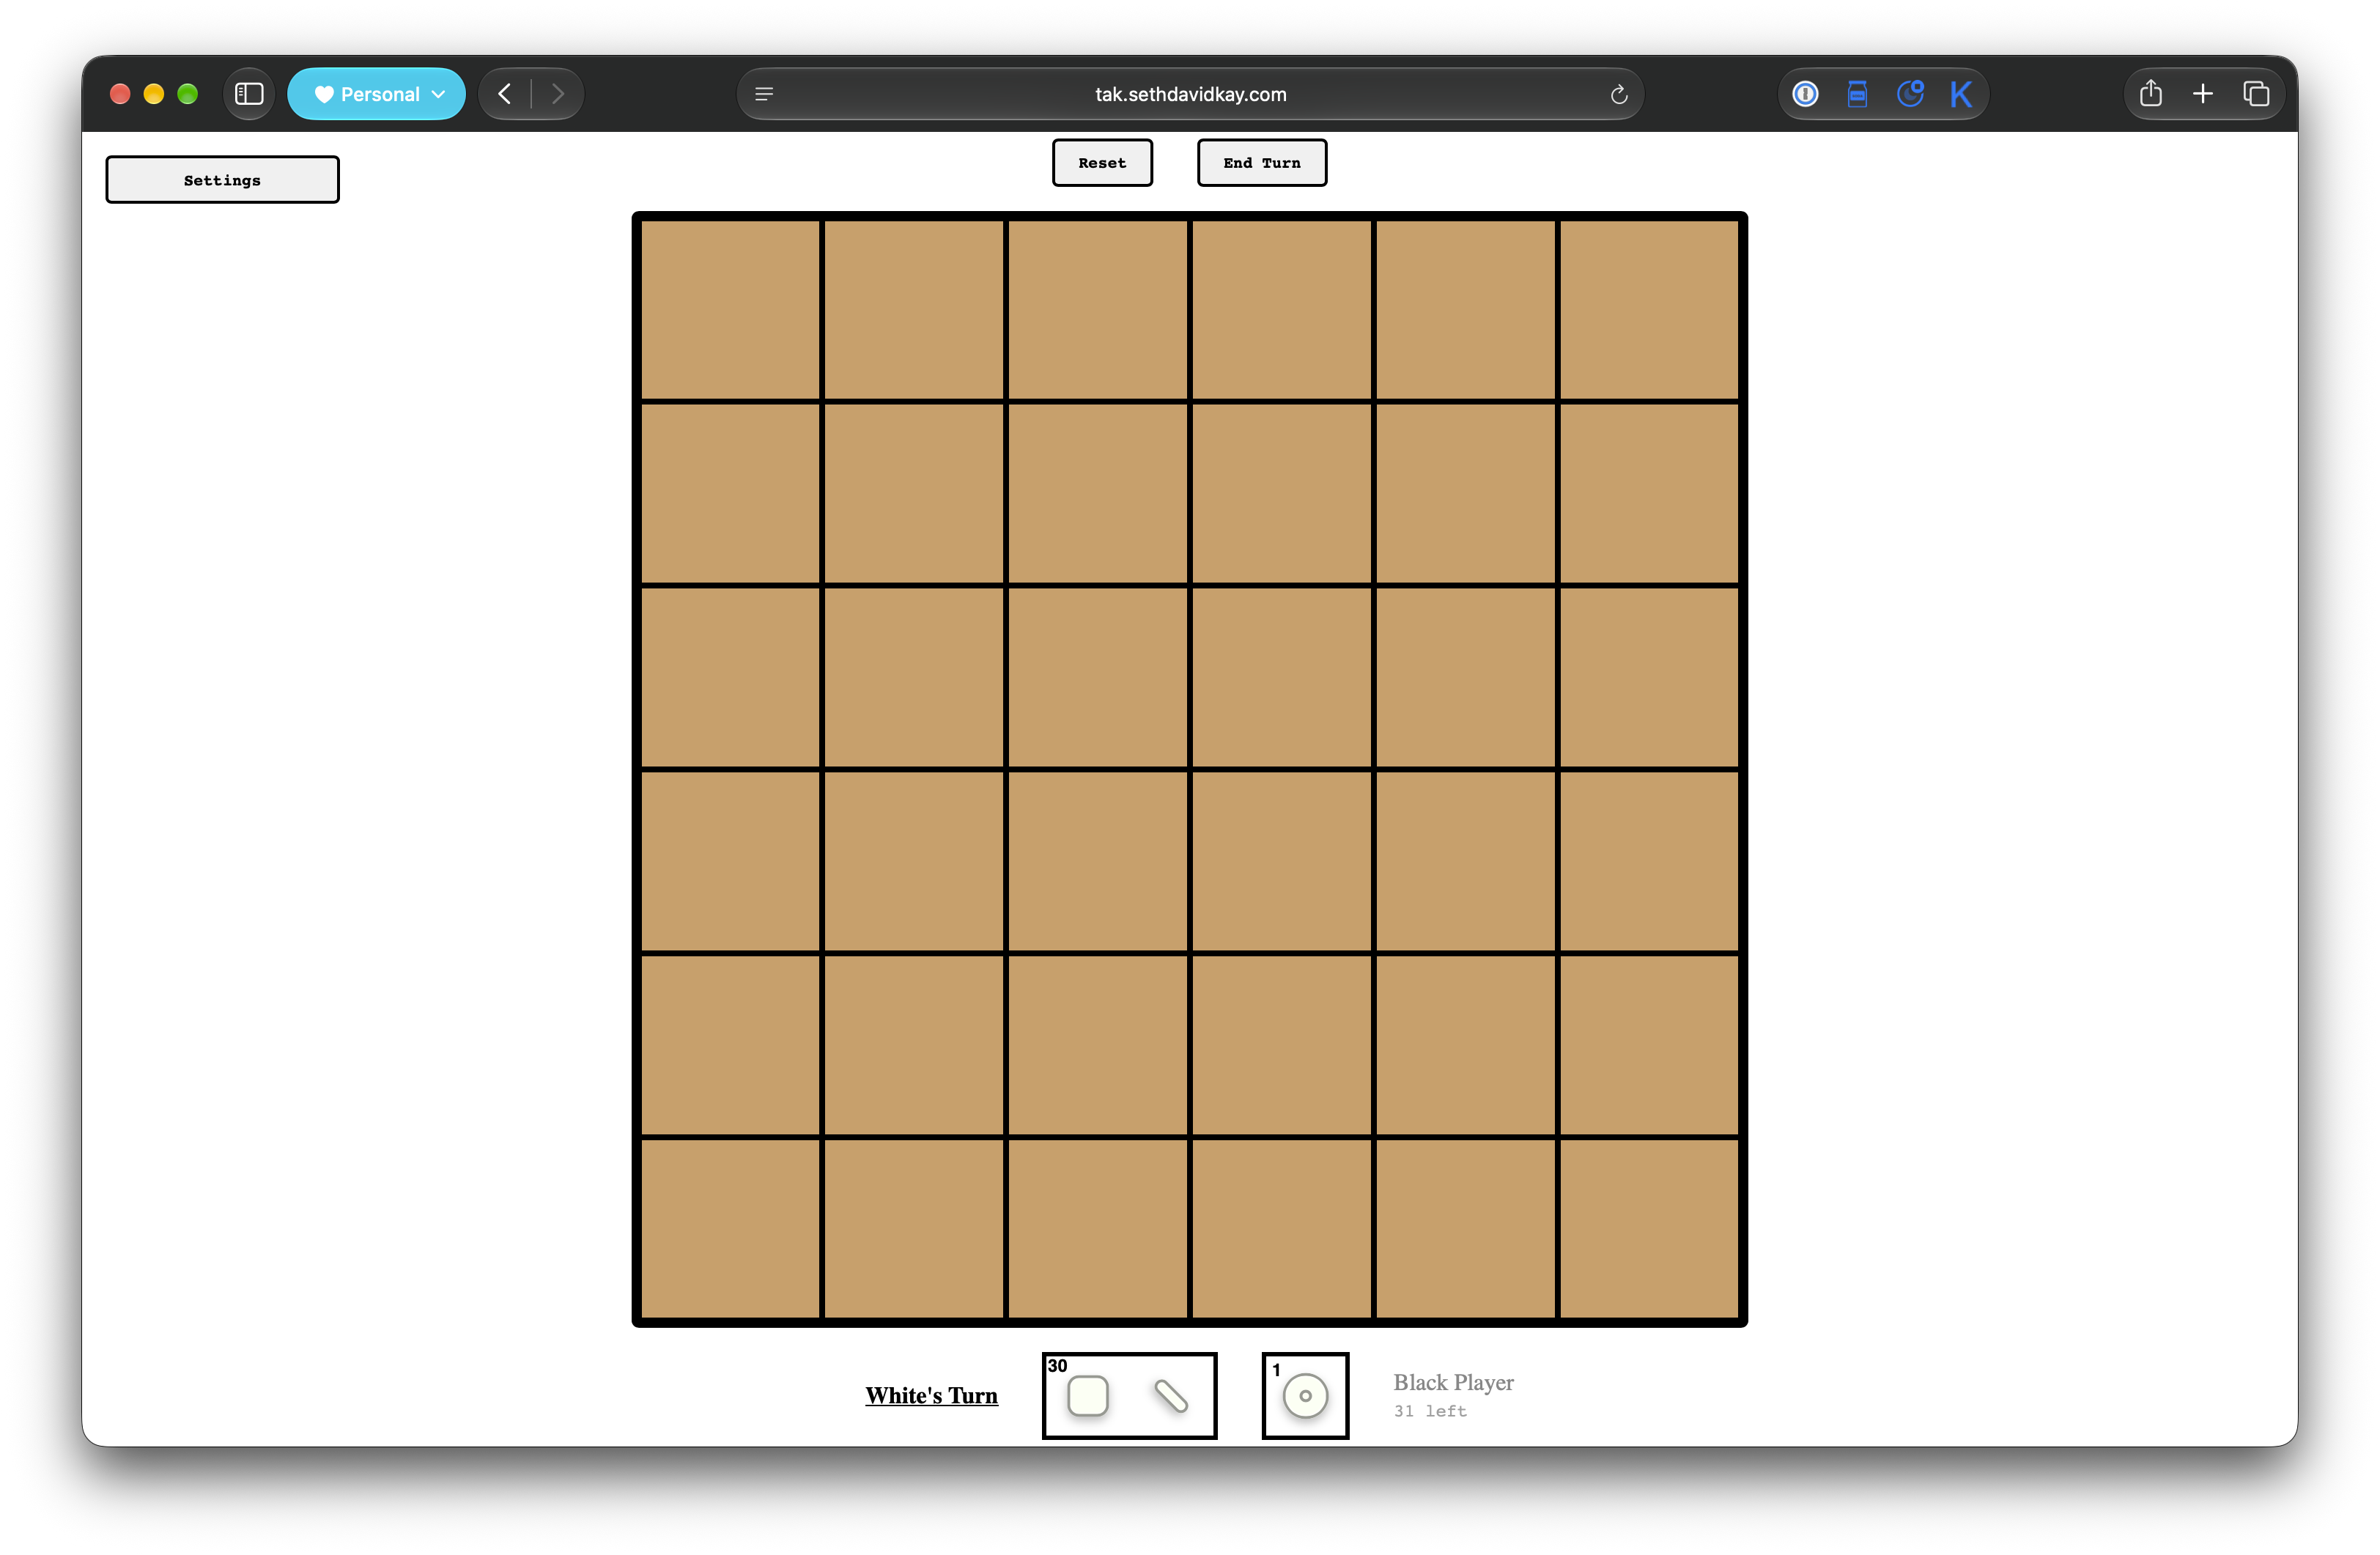 Personal
tak.sethdavidkay.com
K
Settings
Reset
End Turn
30
1
White's Turn
Black Player
31 left